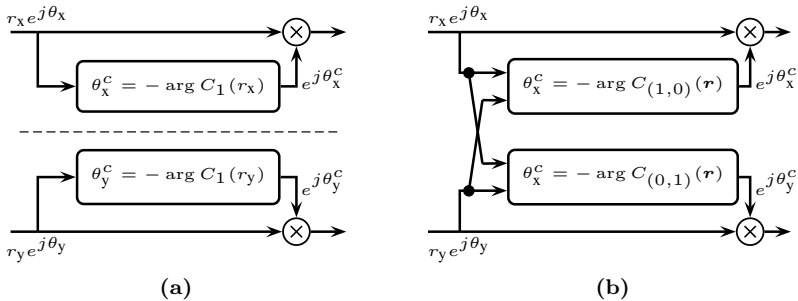 r_x e^{jθ_x}
θ_x^c = − arg C_1(r_x)
e^{jθ_x^c}
θ_y^c = − arg C_1(r_y)
e^{jθ_y^c}
r_y e^{jθ_y}
(a)
r_x e^{jθ_x}
θ_x^c = − arg C_{(1,0)}(r)
e^{jθ_x^c}
θ_x^c = − arg C_{(0,1)}(r)
e^{jθ_y^c}
r_y e^{jθ_y}
(b)